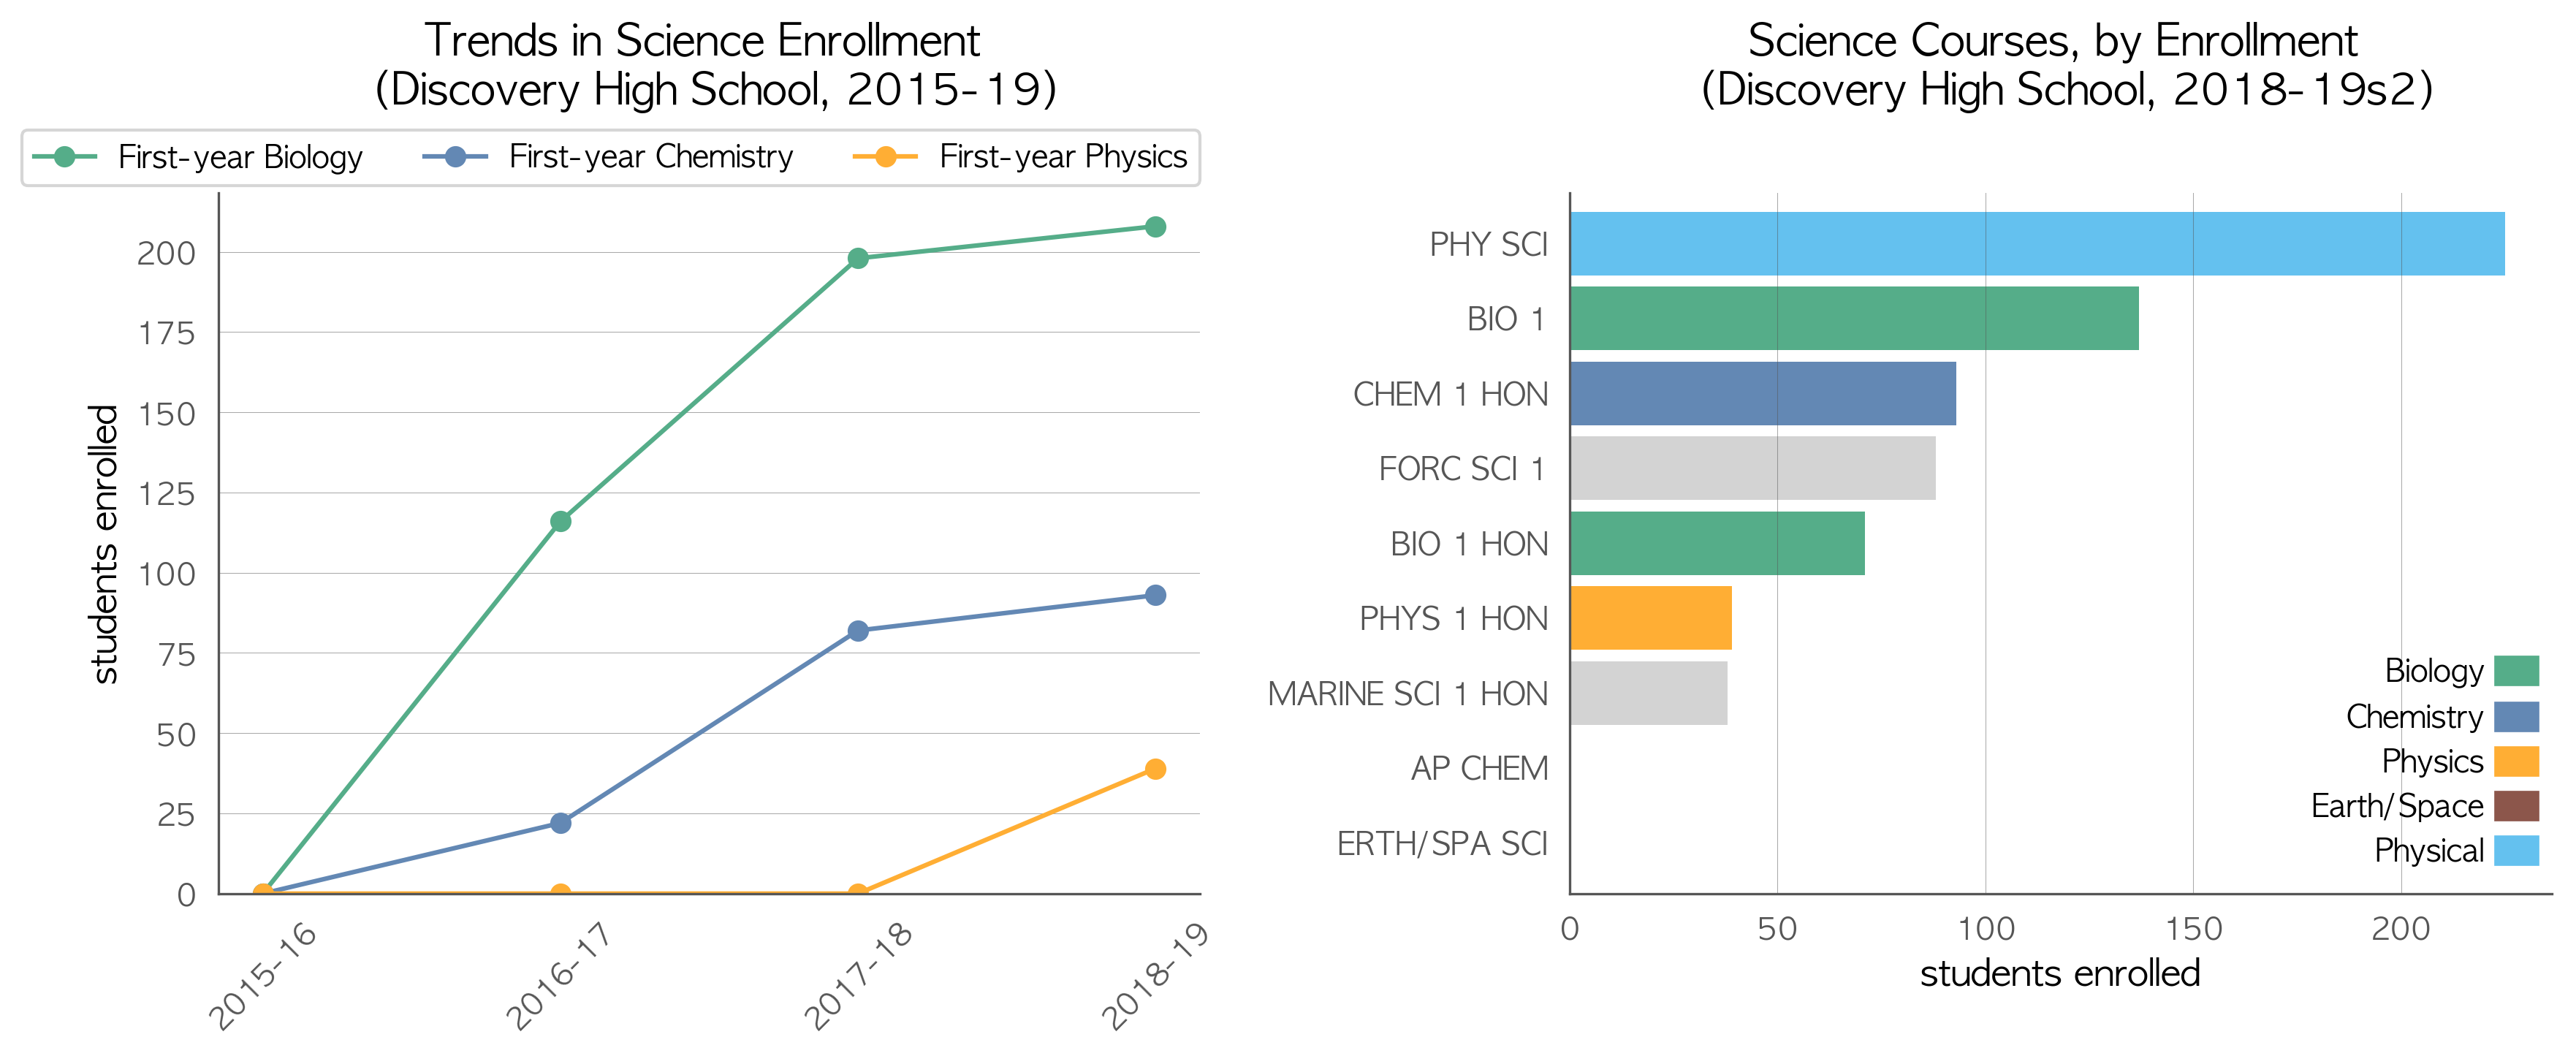 Trends in Science Enrollment
(Discovery High School, 2015-19)
First-year Biology
First-year Chemistry
First-year Physics
students enrolled
200
175
150
125
100
75
50
25
0
2015-16
2016-17
2017-18
2018-19
Science Courses, by Enrollment
(Discovery High School, 2018-19s2)
PHY SCI
BIO 1
CHEM 1 HON
FORC SCI 1
BIO 1 HON
PHYS 1 HON
MARINE SCI 1 HON
AP CHEM
ERTH/SPA SCI
Biology
Chemistry
Physics
Earth/Space
Physical
0
50
100
150
200
students enrolled